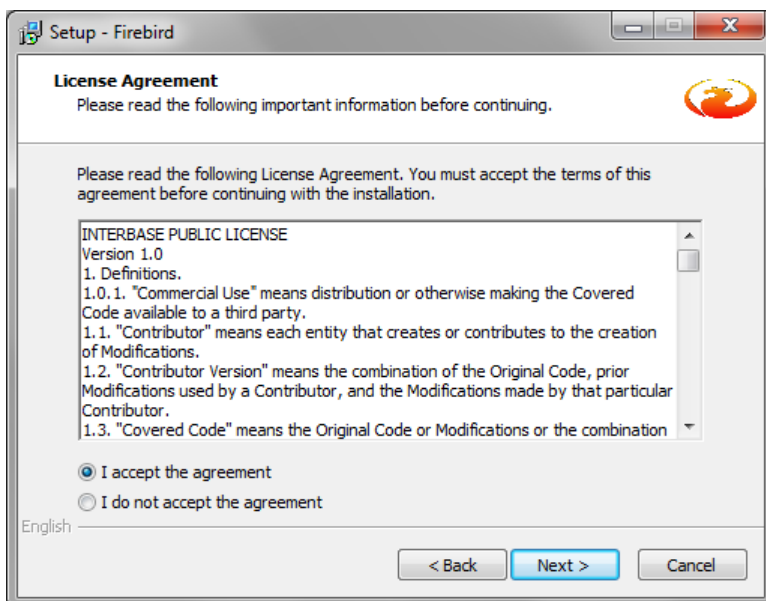 Setup - Firebird
License Agreement
Please read the following important information before continuing.
Please read the following License Agreement. You must accept the terms of this
agreement before continuing with the installation.
INTERBASE PUBLIC LICENSE
Version 1.0
1. Definitions.
1.0.1. "Commercial Use" means distribution or otherwise making the Covered
Code available to a third party.
1.1. "Contributor" means each entity that creates or contributes to the creation
of Modifications.
1.2. "Contributor Version" means the combination of the Original Code, prior
Modifications used by a Contributor, and the Modifications made by that particular
Contributor.
1.3. "Covered Code" means the Original Code or Modifications or the combination
I accept the agreement
I do not accept the agreement
English
< Back Next > Cancel